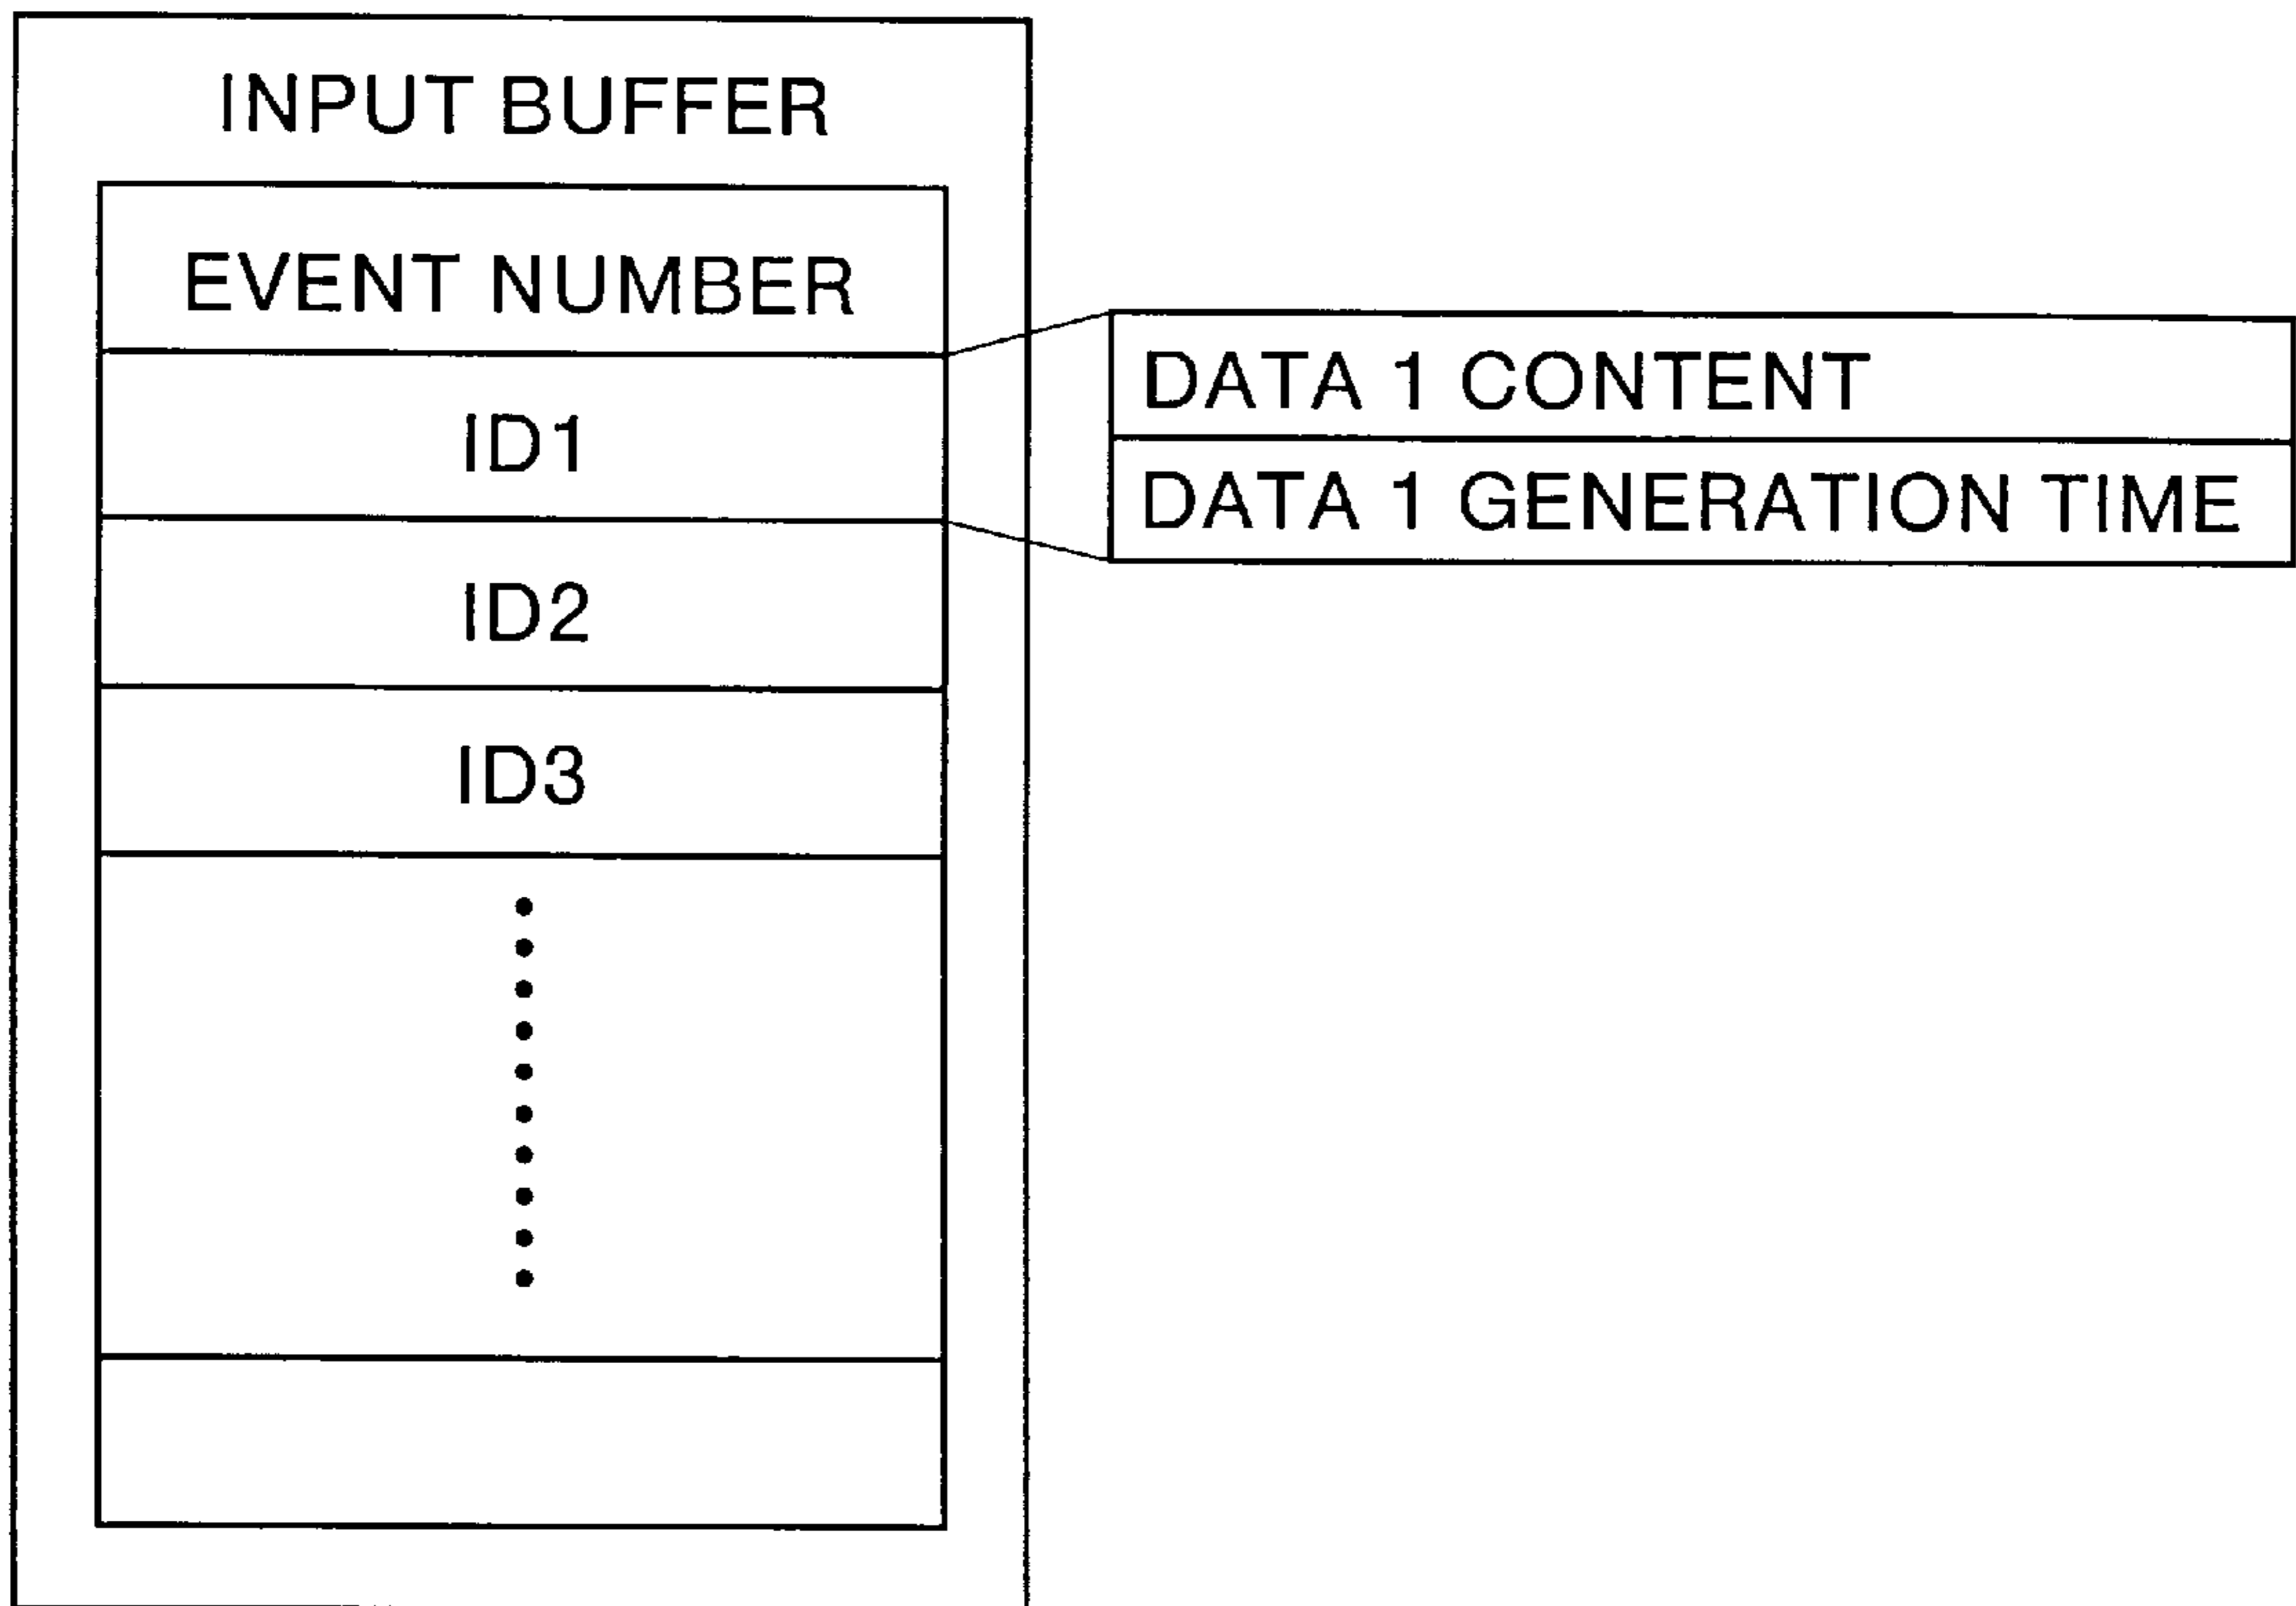 INPUT BUFFER
EVENT NUMBER
ID1
ID2
ID3
DATA 1 CONTENT
DATA 1 GENERATION TIME